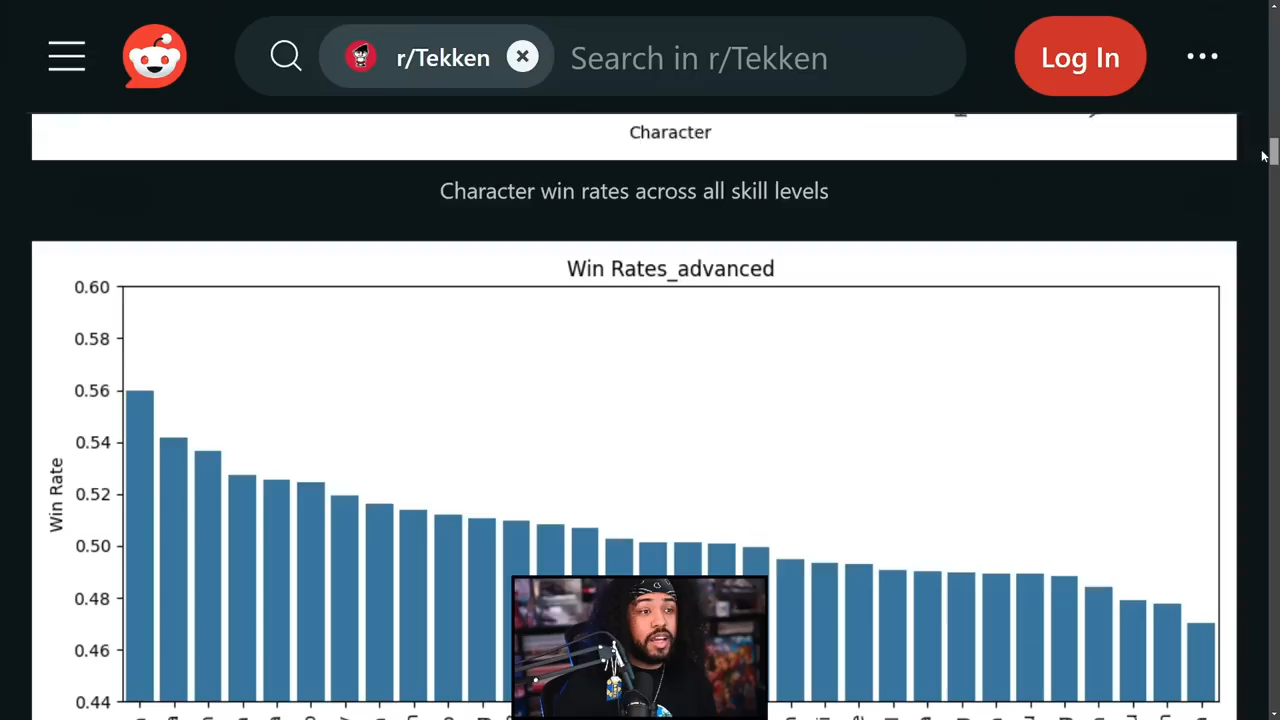 r/Tekken
Search in r/Tekken
Log In
Character
Character win rates across all skill levels
Win Rates_advanced
0.60
0.58
0.56
0.54
0.52
0.50
0.48
0.46
0.44
Win Rate